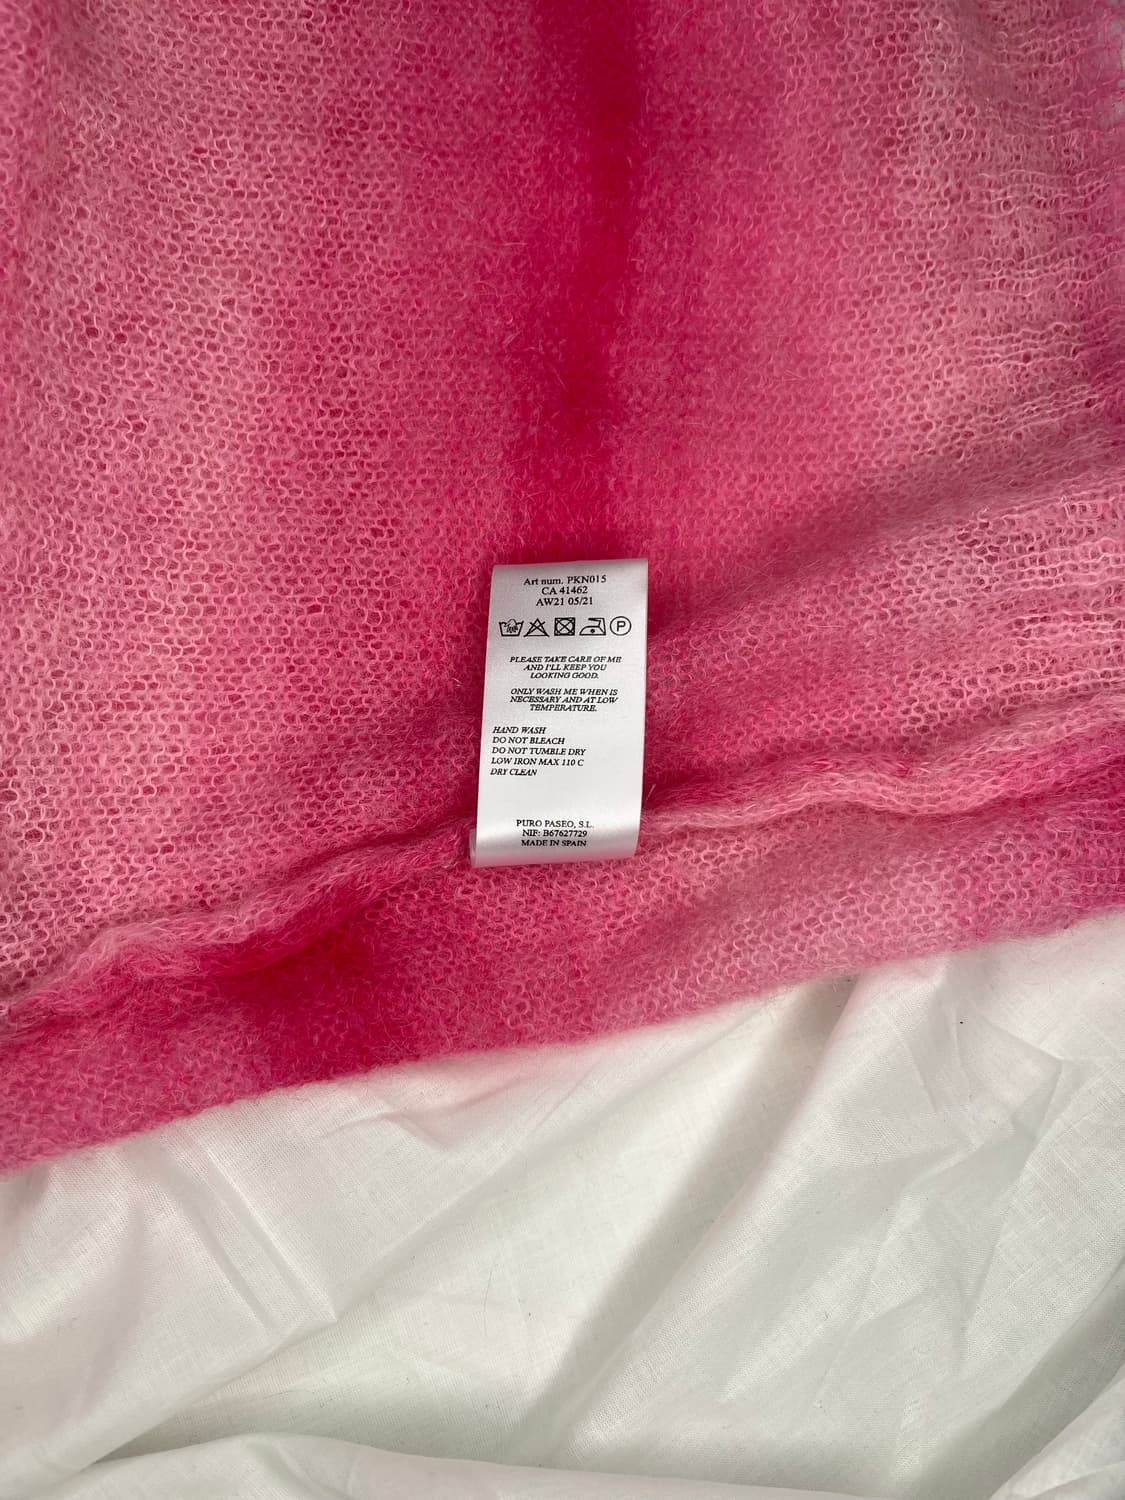 Art num. PKN015
CA 41462
AW21 05/21
P
PLEASE TAKE CARE OF ME
AND I'LL KEEP YOU
LOOKING GOOD.
ONLY WASH ME WHEN IS
NECESSARY AND AT LOW
TEMPERATURE.
HAND WASH
DO NOT BLEACH
DO NOT TUMBLE DRY
LOW IRON MAX 110 C
DRY CLEAN
PURO PASEO, S.L.
NIF: B67627729
MADE IN SPAIN